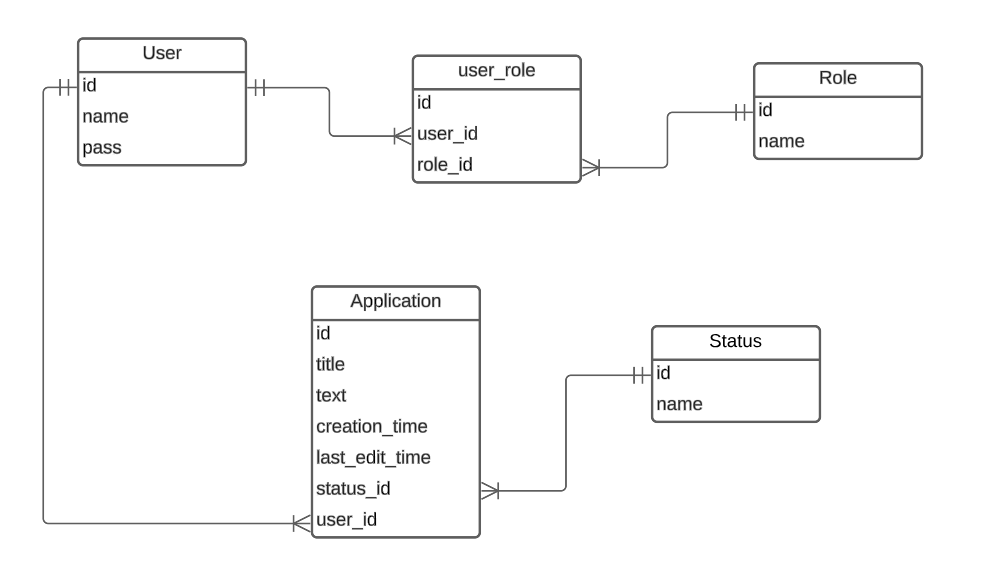 User
id
name
pass
user_role
id
user_id
role_id
Role
id
name
Application
id
title
text
creation_time
last_edit_time
status_id
user_id
Status
id
name